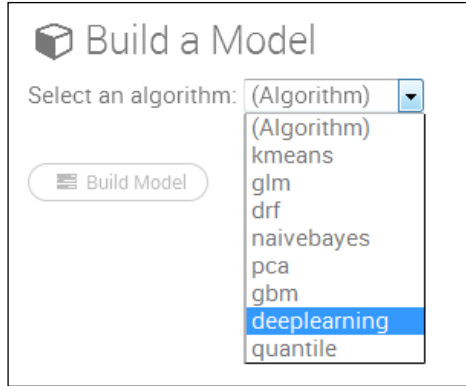 Build a Model
Select an algorithm: (Algorithm)
(Algorithm)
kmeans
glm
drf
naivebayes
pca
gbm
deeplearning
quantile
Build Model